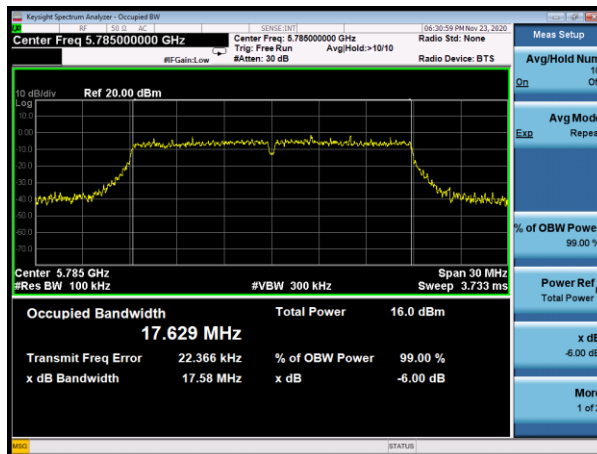 Keysight Spectrum Analyzer - Occupied BW
RF 50 Ω AC SENSE:INT 06:30:59 PM Nov 23, 2020
Center Freq 5.785000000 GHz
Center Freq: 5.785000000 GHz Radio Std: None
Trig: Free Run Avg|Hold:>10/10
#IFGain:Low #Atten: 30 dB Radio Device: BTS
10 dB/div Ref 20.00 dBm
Log
10.0
0.00
-10.0
-20.0
-30.0
-40.0
-50.0
-60.0
-70.0
Center 5.785 GHz Span 30 MHz
#Res BW 100 kHz #VBW 300 kHz Sweep 3.733 ms
Occupied Bandwidth Total Power 16.0 dBm
17.629 MHz
Transmit Freq Error 22.366 kHz % of OBW Power 99.00 %
x dB Bandwidth 17.58 MHz x dB -6.00 dB
MSG STATUS
Meas Setup
Avg/Hold Num
10
On Of
Avg Mode
Exp Repea
% of OBW Power
99.00 %
Power Ref
Total Power
x dB
-6.00 dB
More
1 of 2